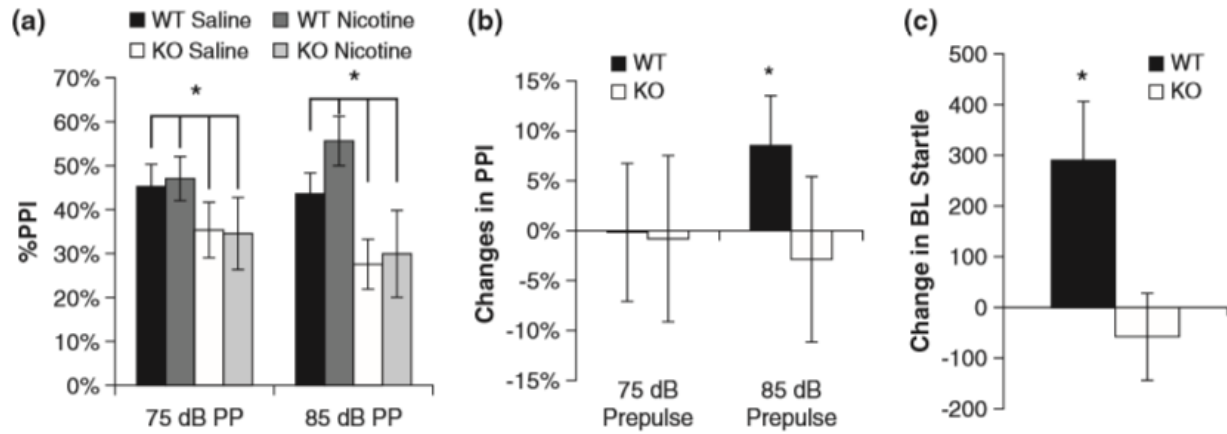 (a)
WT Saline WT Nicotine
KO Saline KO Nicotine
70%
60%
50%
40%
30%
20%
10%
0%
%PPI
*
*
75 dB PP 85 dB PP
(b)
WT
KO
*
15%
10%
5%
0%
-5%
-10%
-15%
Changes in PPI
75 dB 85 dB
Prepulse Prepulse
(c)
WT
KO
*
500
400
300
200
100
0
-100
-200
Change in BL Startle